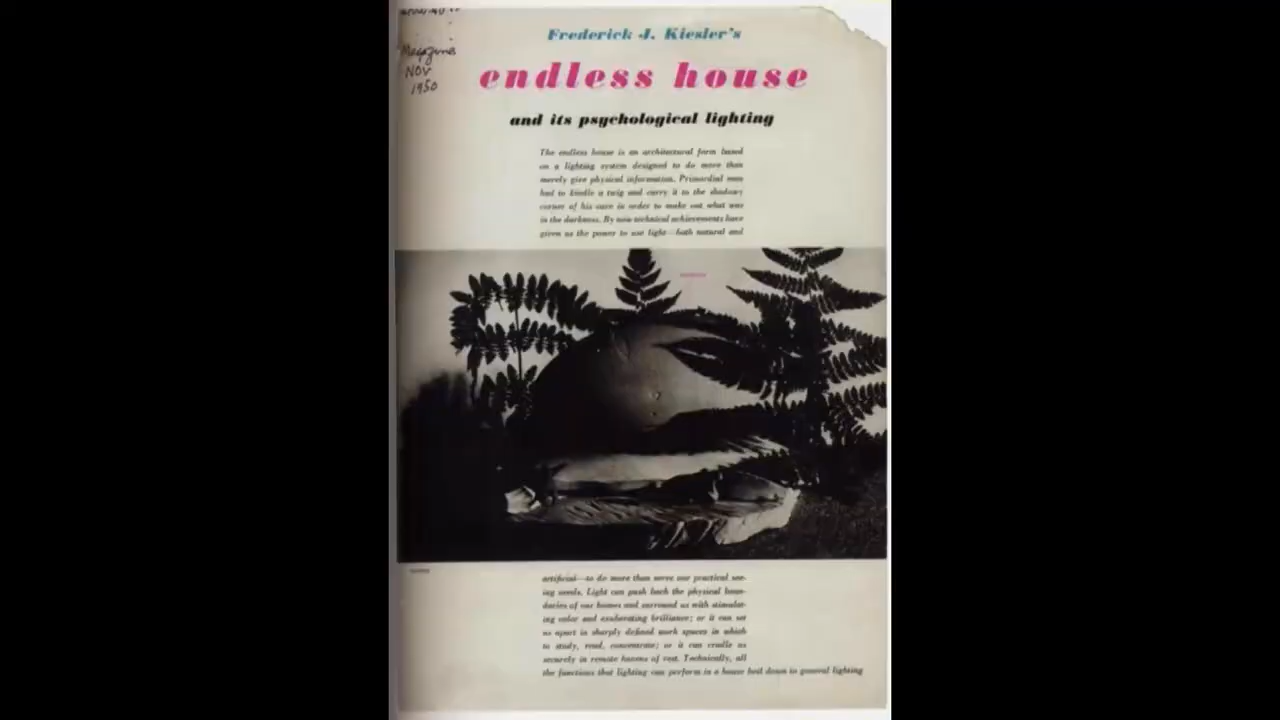 Magazine
NOV
1950
Frederick J. Kiesler's
endless house
and its psychological lighting
The endless house is an architectural form based
on a lighting system designed to do more than
merely give physical information. Primordial man
had to kindle a twig and carry it to the shadowy
corner of his cave in order to make out what was
in the darkness. By now technical achievements have
given us the power to use light—both natural and
artificial—to do more than serve our practical see-
ing needs. Light can push back the physical boun-
daries of our homes and surround us with stimulat-
ing color and exuberating brilliance; or it can set
us apart in sharply defined work spaces in which
to study, read, concentrate; or it can cradle us
securely in remote havens of rest. Technically, all
the functions that lighting can perform in a house boil down to general lighting